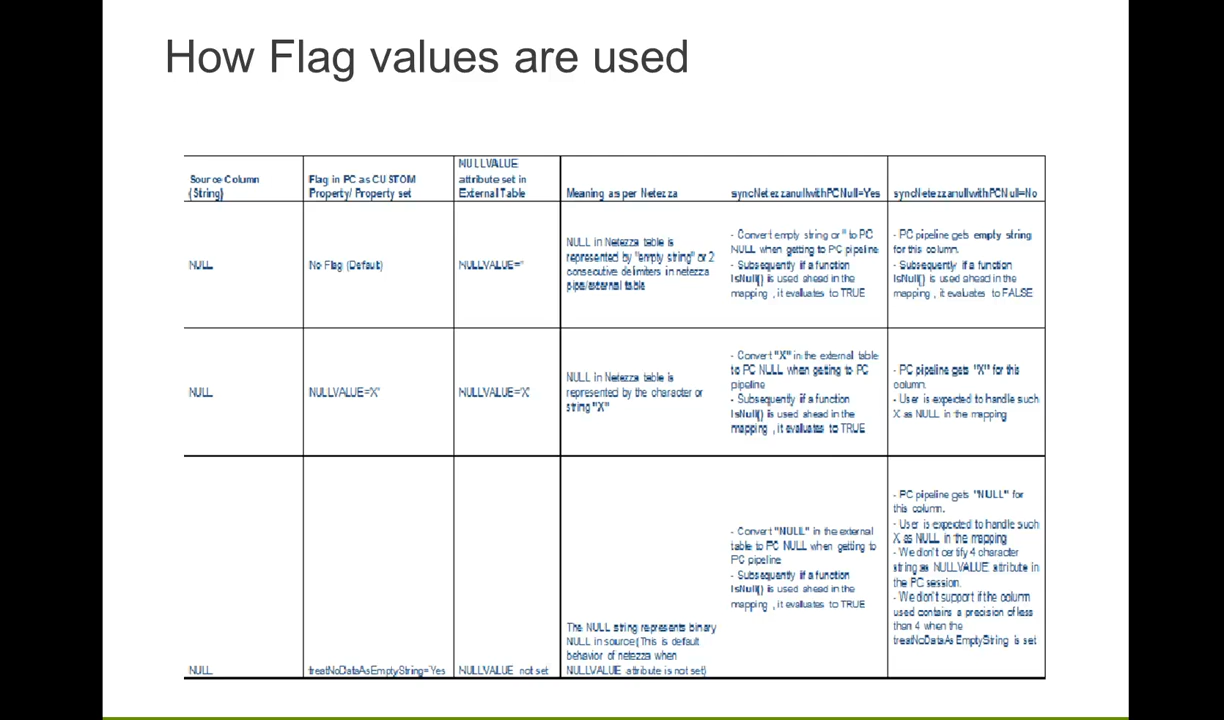 How Flag values are used
Source Column
(String)
Flag in PC as CUSTOM
Property/ Property set
NULLVALUE
attribute set in
External Table
Meaning as per Netezza
syncNetezzanullwithPCNull=Yes
syncNetezzanullwithPCNull=No
NULL
No Flag (Default)
NULLVALUE=''
NULL in Netezza table is
represented by "empty string" or 2
consecutive delimiters in netezza
pipe/external table
- Convert empty string or '' to PC
NULL when getting to PC pipeline
- Subsequently if a function
IsNull() is used ahead in the
mapping , it evaluates to TRUE
- PC pipeline gets empty string
for this column.
- Subsequently if a function
IsNull() is used ahead in the
mapping , it evaluates to FALSE
NULL
NULLVALUE='X'
NULLVALUE='X'
NULL in Netezza table is
represented by the character or
string "X"
- Convert "X" in the external table
to PC NULL when getting to PC
pipeline
- Subsequently if a function
IsNull() is used ahead in the
mapping , it evaluates to TRUE
- PC pipeline gets "X" for this
column.
- User is expected to handle such
X as NULL in the mapping
NULL
treatNoDataAsEmptyString=Yes
NULLVALUE not set
The NULL string represents binary
NULL in source(This is default
behavior of netezza when
NULLVALUE attribute is not set)
- Convert "NULL" in the external
table to PC NULL when getting to
PC pipeline
- Subsequently if a function
IsNull() is used ahead in the
mapping , it evaluates to TRUE
- PC pipeline gets "NULL" for
this column.
- User is expected to handle such
X as NULL in the mapping
- We don't certify 4 character
string as NULLVALUE attribute in
the PC session.
- We don't support if the column
used contains a precision of less
than 4 when the
treatNoDataAsEmptyString is set